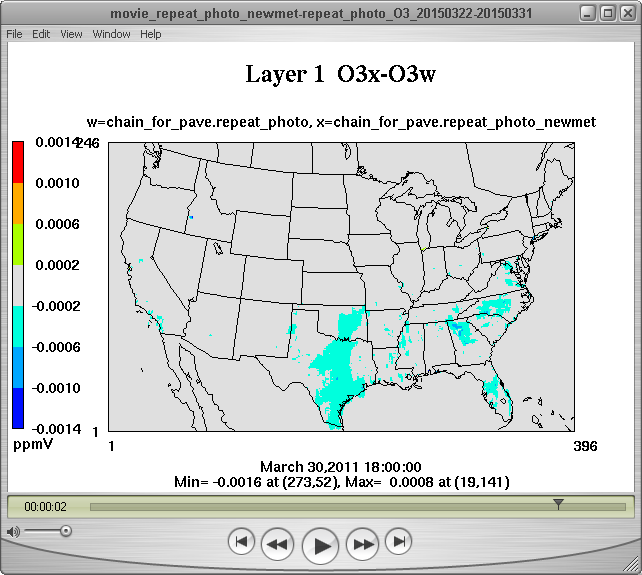 movie_repeat_photo_newmet-repeat_photo_O3_20150322-20150331
File Edit View Window Help
Layer 1 O3x-O3w
w=chain_for_pave.repeat_photo, x=chain_for_pave.repeat_photo_newmet
0.0014
246
0.0010
0.0006
0.0002
-0.0002
-0.0006
-0.0010
-0.0014
1
ppmV
1
396
March 30,2011 18:00:00
Min= -0.0016 at (273,52), Max= 0.0008 at (19,141)
00:00:02